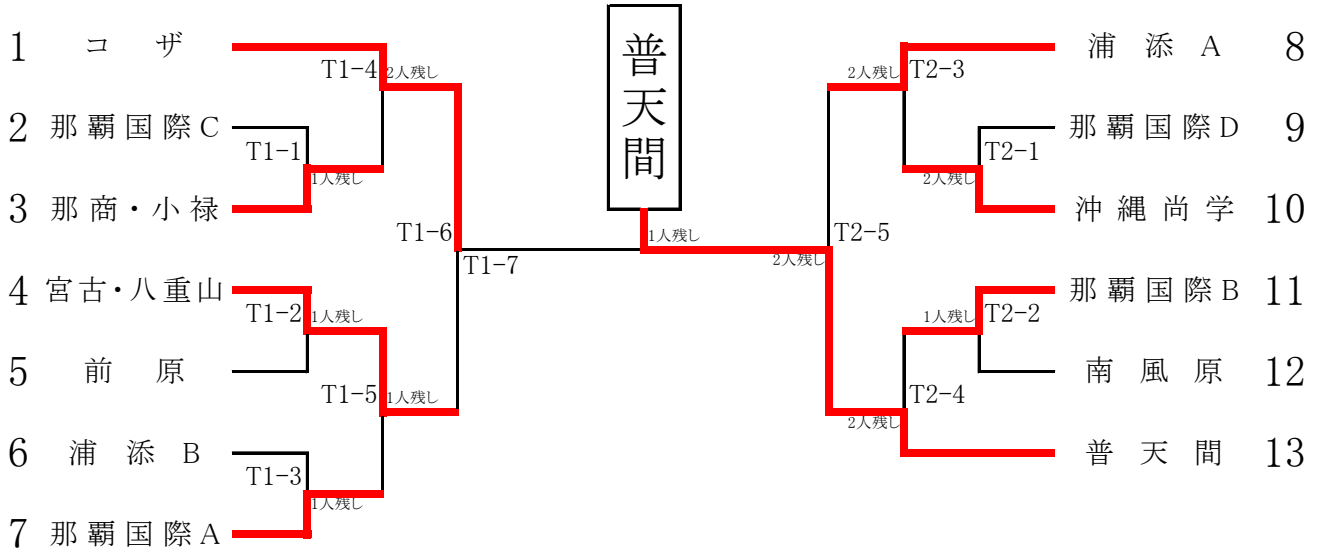 普天間
1 コザ
T1-4 2人残し
2 那覇国際C
T1-1
1人残し
3 那商・小禄
T1-6
T1-7
4 宮古・八重山
T1-2 1人残し
5 前原
T1-5 1人残し
6 浦添B
T1-3
1人残し
7 那覇国際A
1人残し
浦添A 8
2人残し T2-3
那覇国際D 9
T2-1
2人残し
沖縄尚学 10
T2-5
2人残し
那覇国際B 11
1人残し T2-2
南風原 12
T2-4
2人残し
普天間 13